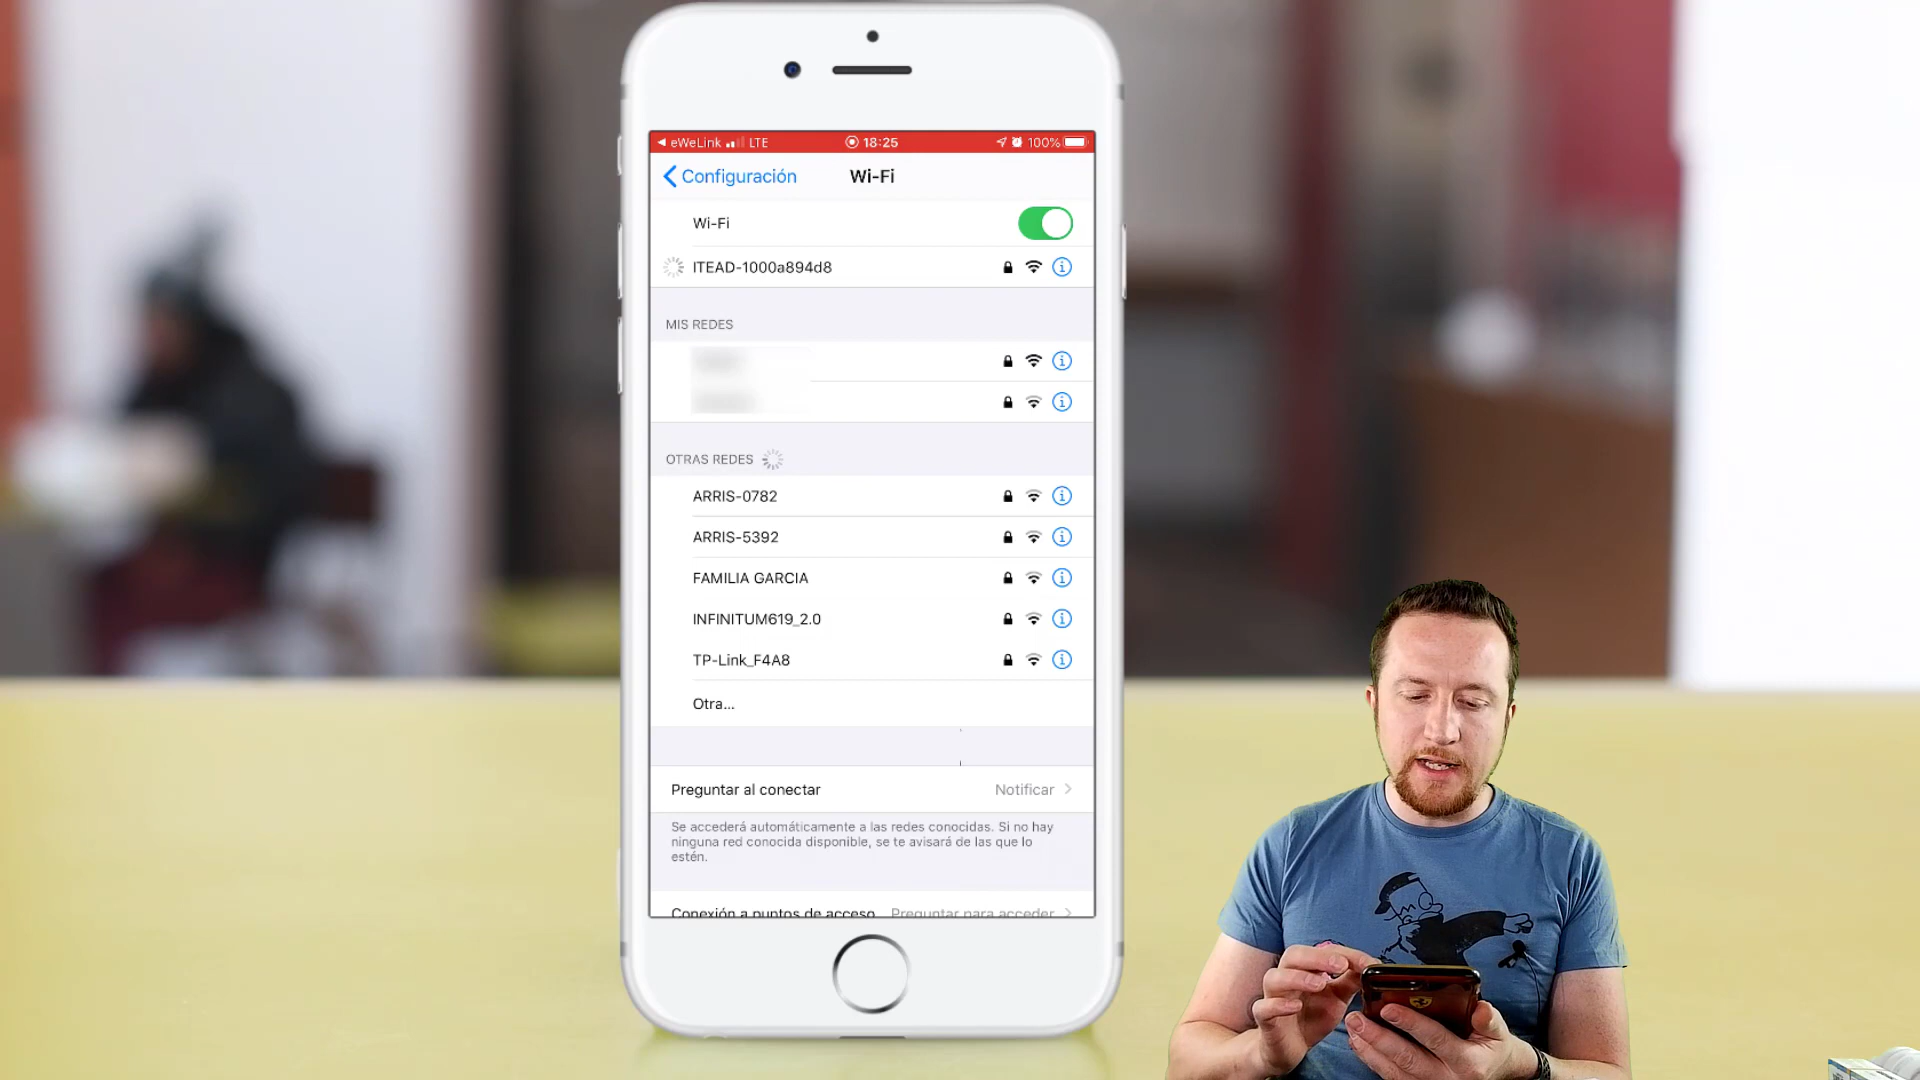 ◀ eWeLink LTE 18:25 100%
Configuración Wi-Fi
Wi-Fi
ITEAD-1000a894d8
MIS REDES
OTRAS REDES
ARRIS-0782
ARRIS-5392
FAMILIA GARCIA
INFINITUM619_2.0
TP-Link_F4A8
Otra...
Preguntar al conectar Notificar
Se accederá automáticamente a las redes conocidas. Si no hay
ninguna red conocida disponible, se te avisará de las que lo
estén.
Conexión a puntos de acceso Preguntar para acceder